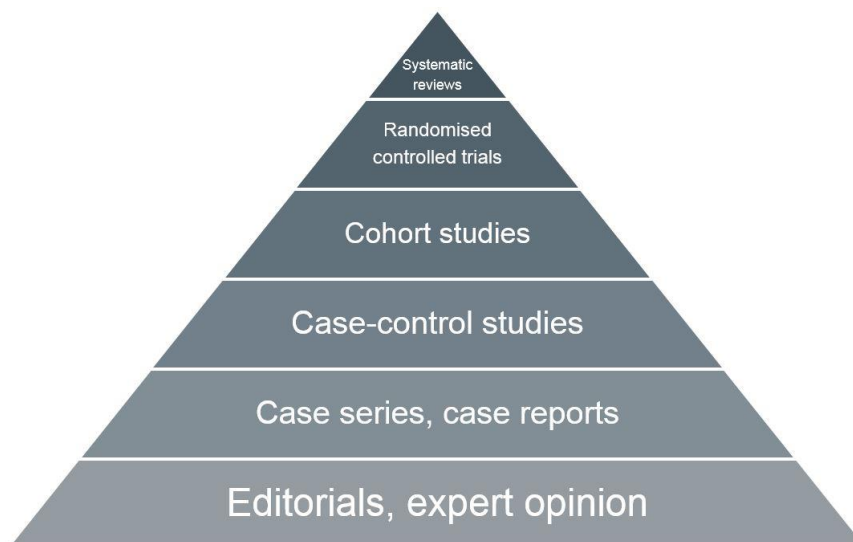 Systematic
reviews
Randomised
controlled trials
Cohort studies
Case-control studies
Case series, case reports
Editorials, expert opinion